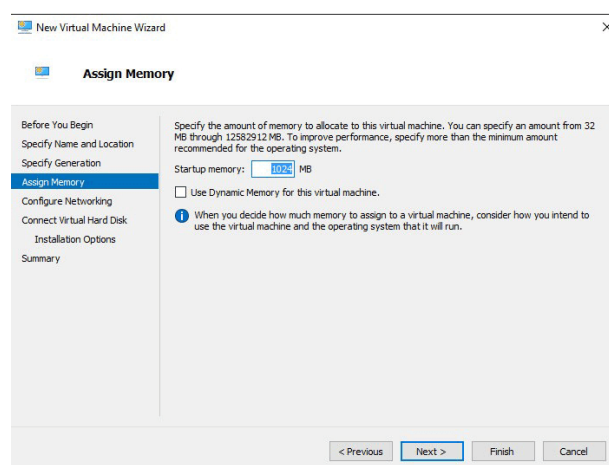 New Virtual Machine Wizard
Assign Memory
Before You Begin
Specify Name and Location
Specify Generation
Assign Memory
Configure Networking
Connect Virtual Hard Disk
Installation Options
Summary
Specify the amount of memory to allocate to this virtual machine. You can specify an amount from 32
MB through 12582912 MB. To improve performance, specify more than the minimum amount
recommended for the operating system.
Startup memory: 1024 MB
Use Dynamic Memory for this virtual machine.
When you decide how much memory to assign to a virtual machine, consider how you intend to
use the virtual machine and the operating system that it will run.
< Previous Next > Finish Cancel